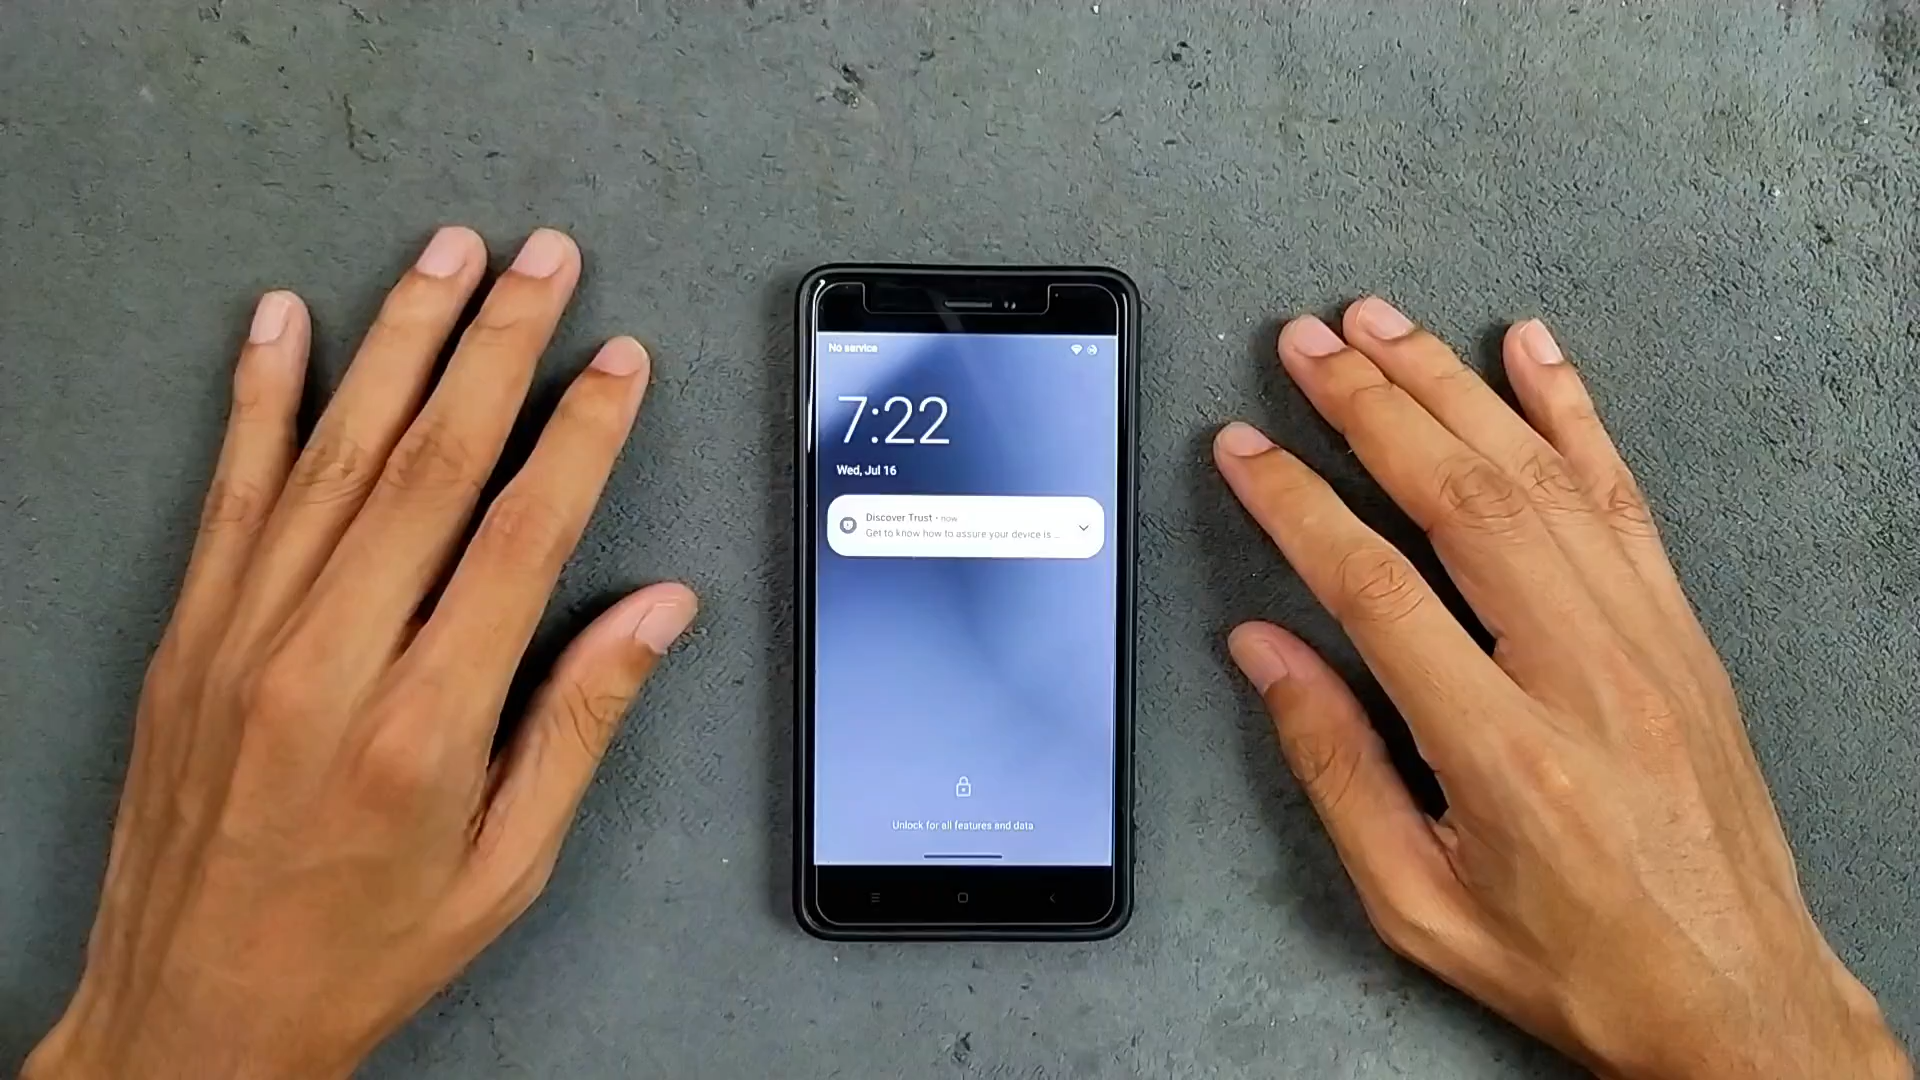 No service
7:22
Wed, Jul 16
Discover Trust • now
Get to know how to assure your device is ...
Unlock for all features and data